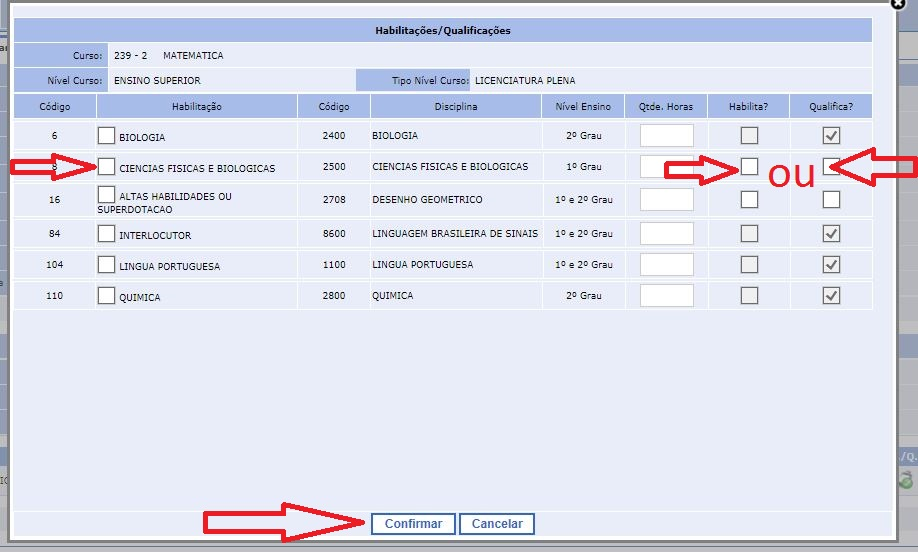 Habilitações/Qualificações
Curso: 239 - 2 MATEMATICA
Nível Curso: ENSINO SUPERIOR Tipo Nível Curso: LICENCIATURA PLENA
Código Habilitação Código Disciplina Nível Ensino Qtde. Horas Habilita? Qualifica?
6 BIOLOGIA 2400 BIOLOGIA 2º Grau
8 CIENCIAS FISICAS E BIOLOGICAS 2500 CIENCIAS FISICAS E BIOLOGICAS 1º Grau ou
16 ALTAS HABILIDADES OU SUPERDOTACAO 2708 DESENHO GEOMETRICO 1º e 2º Grau
84 INTERLOCUTOR 8600 LINGUAGEM BRASILEIRA DE SINAIS 1º e 2º Grau
104 LINGUA PORTUGUESA 1100 LINGUA PORTUGUESA 1º e 2º Grau
110 QUIMICA 2800 QUIMICA 2º Grau
./Q.
Confirmar Cancelar